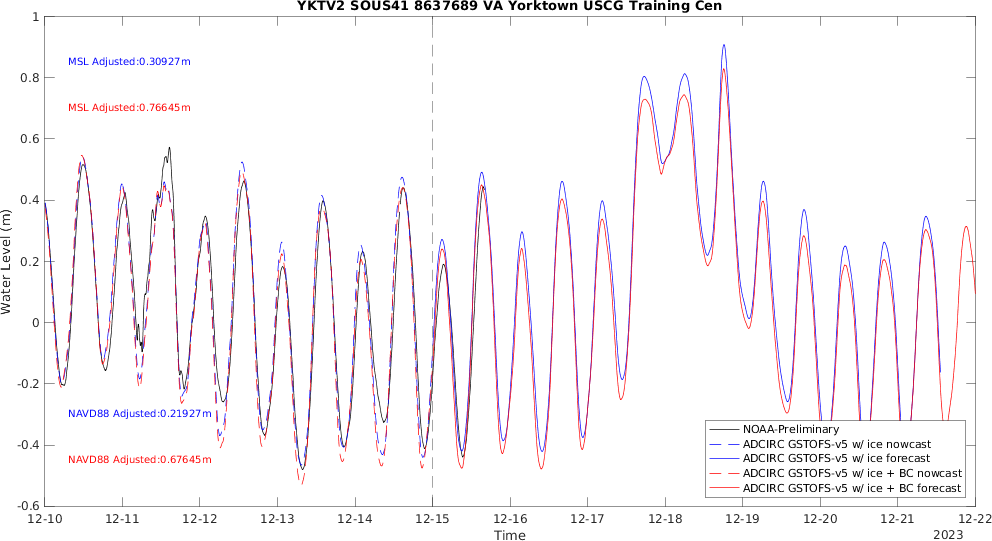 YKTV2 SOUS41 8637689 VA Yorktown USCG Training Cen
1
0.8
0.6
0.4
0.2
0
-0.2
-0.4
-0.6
Water Level (m)
MSL Adjusted:0.30927m
MSL Adjusted:0.76645m
NAVD88 Adjusted:0.21927m
NAVD88 Adjusted:0.67645m
NOAA-Preliminary
ADCIRC GSTOFS-v5 w/ ice nowcast
ADCIRC GSTOFS-v5 w/ ice forecast
ADCIRC GSTOFS-v5 w/ ice + BC nowcast
ADCIRC GSTOFS-v5 w/ ice + BC forecast
12-10 12-11 12-12 12-13 12-14 12-15 12-16 12-17 12-18 12-19 12-20 12-21 12-22
Time
2023